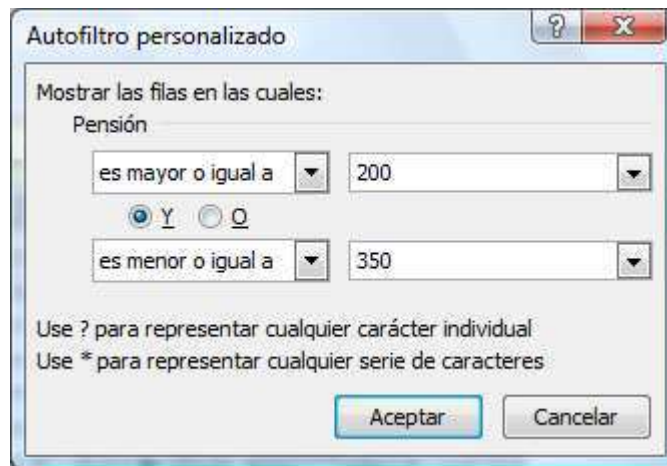 Autofiltro personalizado
Mostrar las filas en las cuales:
Pensión
es mayor o igual a 200
Y O
es menor o igual a 350
Use ? para representar cualquier carácter individual
Use * para representar cualquier serie de caracteres
Aceptar Cancelar